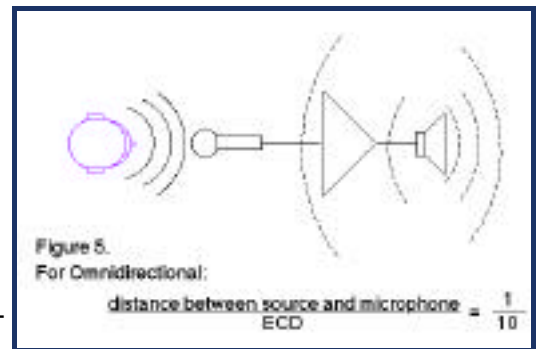 Figure 5.
For Omnidirectional:
distance between source and microphone / ECD = 1 / 10